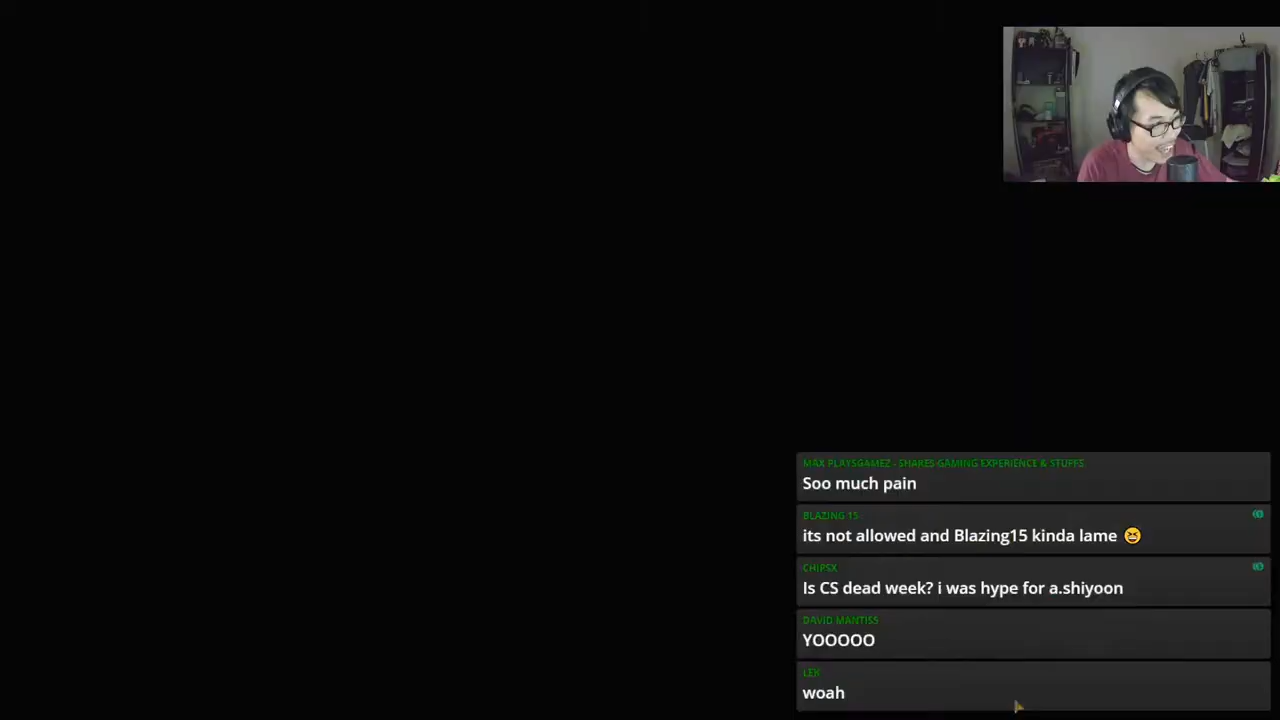 MAX PLAYSGAMEZ - SHARES GAMING EXPERIENCE & STUFFS
Soo much pain
BLAZING 15
its not allowed and Blazing15 kinda lame 😆
CHIPSX
Is CS dead week? i was hype for a.shiyoon
DAVID MANTISS
YOOOOO
LEX
woah